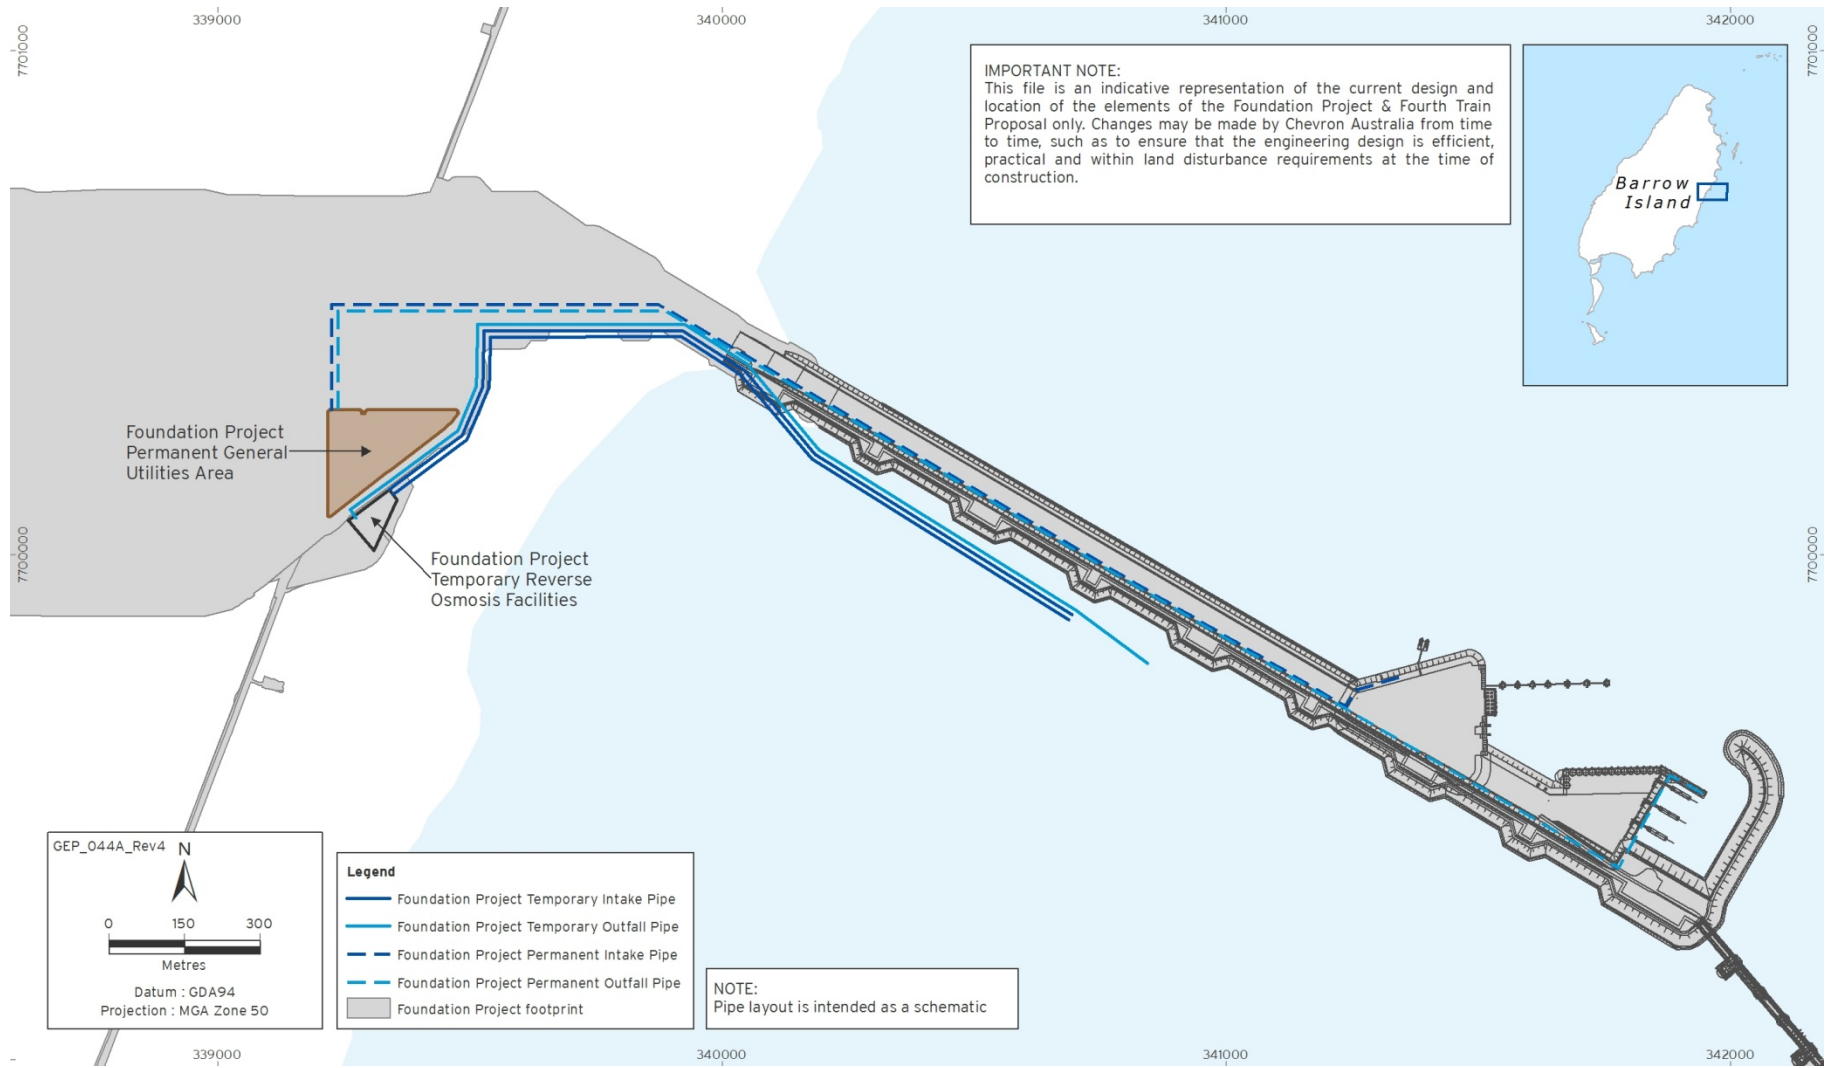 339000
340000
341000
342000
7701000
7701000
IMPORTANT NOTE:
This file is an indicative representation of the current design and
location of the elements of the Foundation Project & Fourth Train
Proposal only. Changes may be made by Chevron Australia from time
to time, such as to ensure that the engineering design is efficient,
practical and within land disturbance requirements at the time of
construction.
Barrow
Island
Foundation Project
Permanent General
Utilities Area
7700000
7700000
Foundation Project
Temporary Reverse
Osmosis Facilities
GEP_044A_Rev4
N
0 150 300
Metres
Datum : GDA94
Projection : MGA Zone 50
Legend
Foundation Project Temporary Intake Pipe
Foundation Project Temporary Outfall Pipe
Foundation Project Permanent Intake Pipe
Foundation Project Permanent Outfall Pipe
Foundation Project footprint
NOTE:
Pipe layout is intended as a schematic
339000
340000
341000
342000